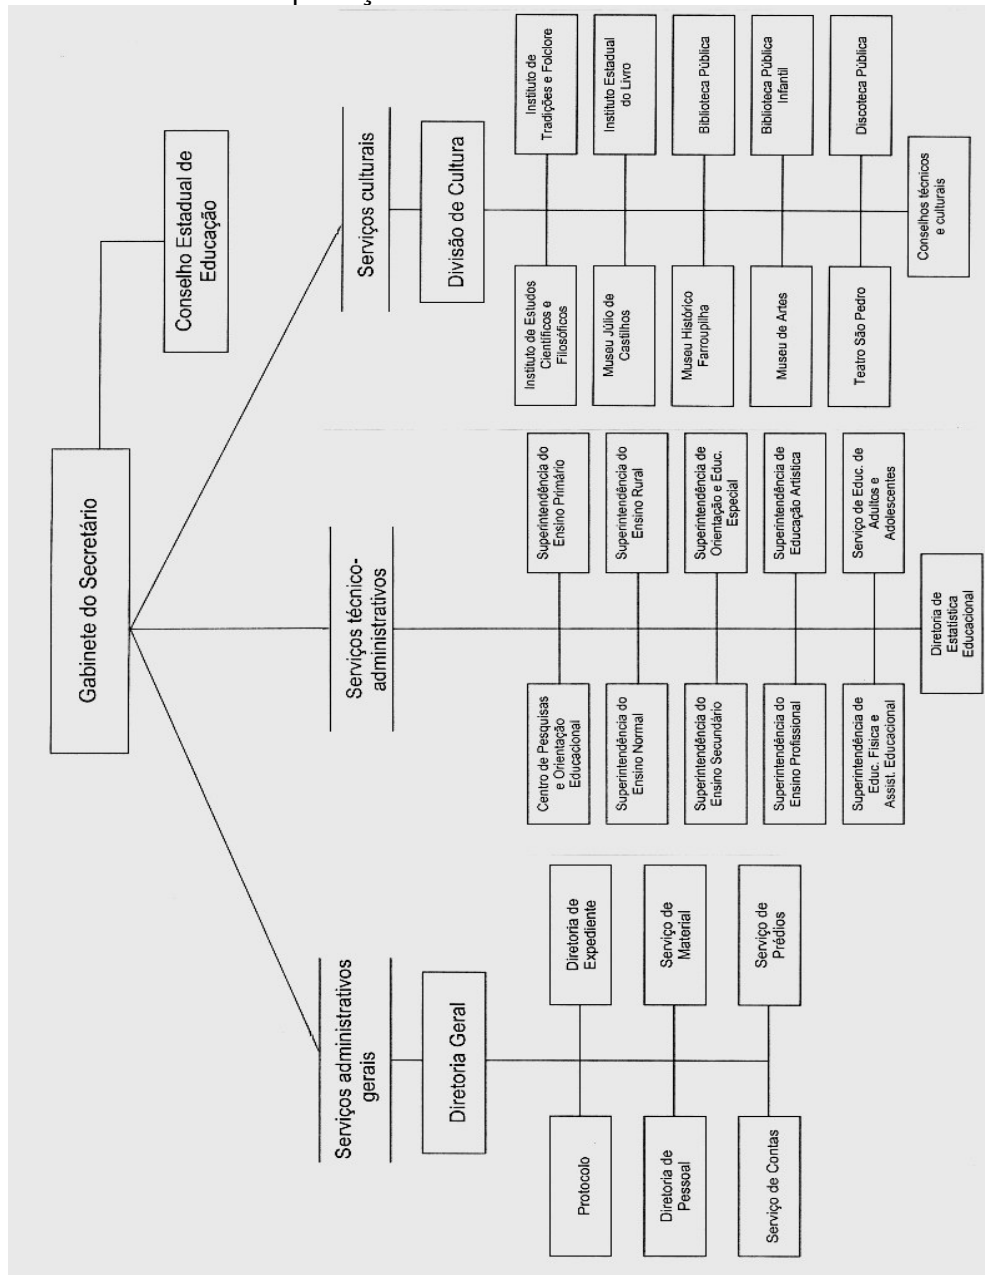 Gabinete do Secretário
Conselho Estadual de
Educação
Serviços administrativos
gerais
Diretoria Geral
Protocolo
Diretoria de
Expediente
Diretoria de
Pessoal
Serviço de
Material
Serviço de Contas
Serviço de
Prédios
Serviços técnico-
administrativos
Centro de Pesquisas
e Orientação
Educacional
Superintendência do
Ensino Primário
Superintendência do
Ensino Normal
Superintendência do
Ensino Rural
Superintendência do
Ensino Secundário
Superintendência de
Orientação e Educ.
Especial
Superintendência do
Ensino Profissional
Superintendência de
Educação Artística
Superintendência de
Educ. Física e
Assist. Educacional
Serviço de Educ. de
Adultos e
Adolescentes
Diretoria de
Estatística
Educacional
Serviços culturais
Divisão de Cultura
Instituto de Estudos
Científicos e
Filosóficos
Instituto de
Tradições e Folclore
Museu Júlio de
Castilhos
Instituto Estadual
do Livro
Museu Histórico
Farroupilha
Biblioteca Pública
Museu de Artes
Biblioteca Pública
Infantil
Teatro São Pedro
Discoteca Pública
Conselhos técnicos
e culturais